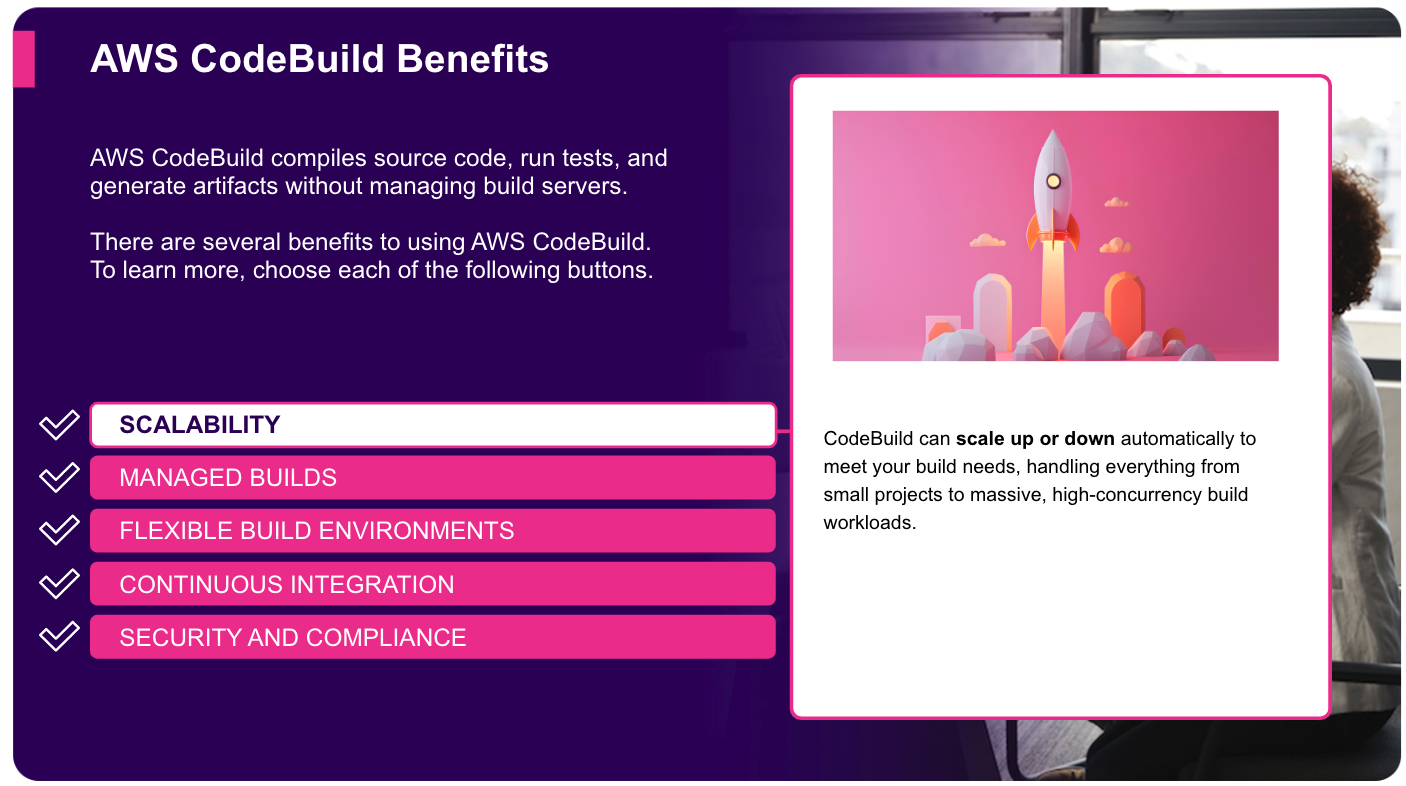 AWS CodeBuild Benefits
AWS CodeBuild compiles source code, run tests, and
generate artifacts without managing build servers.
There are several benefits to using AWS CodeBuild.
To learn more, choose each of the following buttons.
SCALABILITY
MANAGED BUILDS
FLEXIBLE BUILD ENVIRONMENTS
CONTINUOUS INTEGRATION
SECURITY AND COMPLIANCE
CodeBuild can scale up or down automatically to
meet your build needs, handling everything from
small projects to massive, high-concurrency build
workloads.